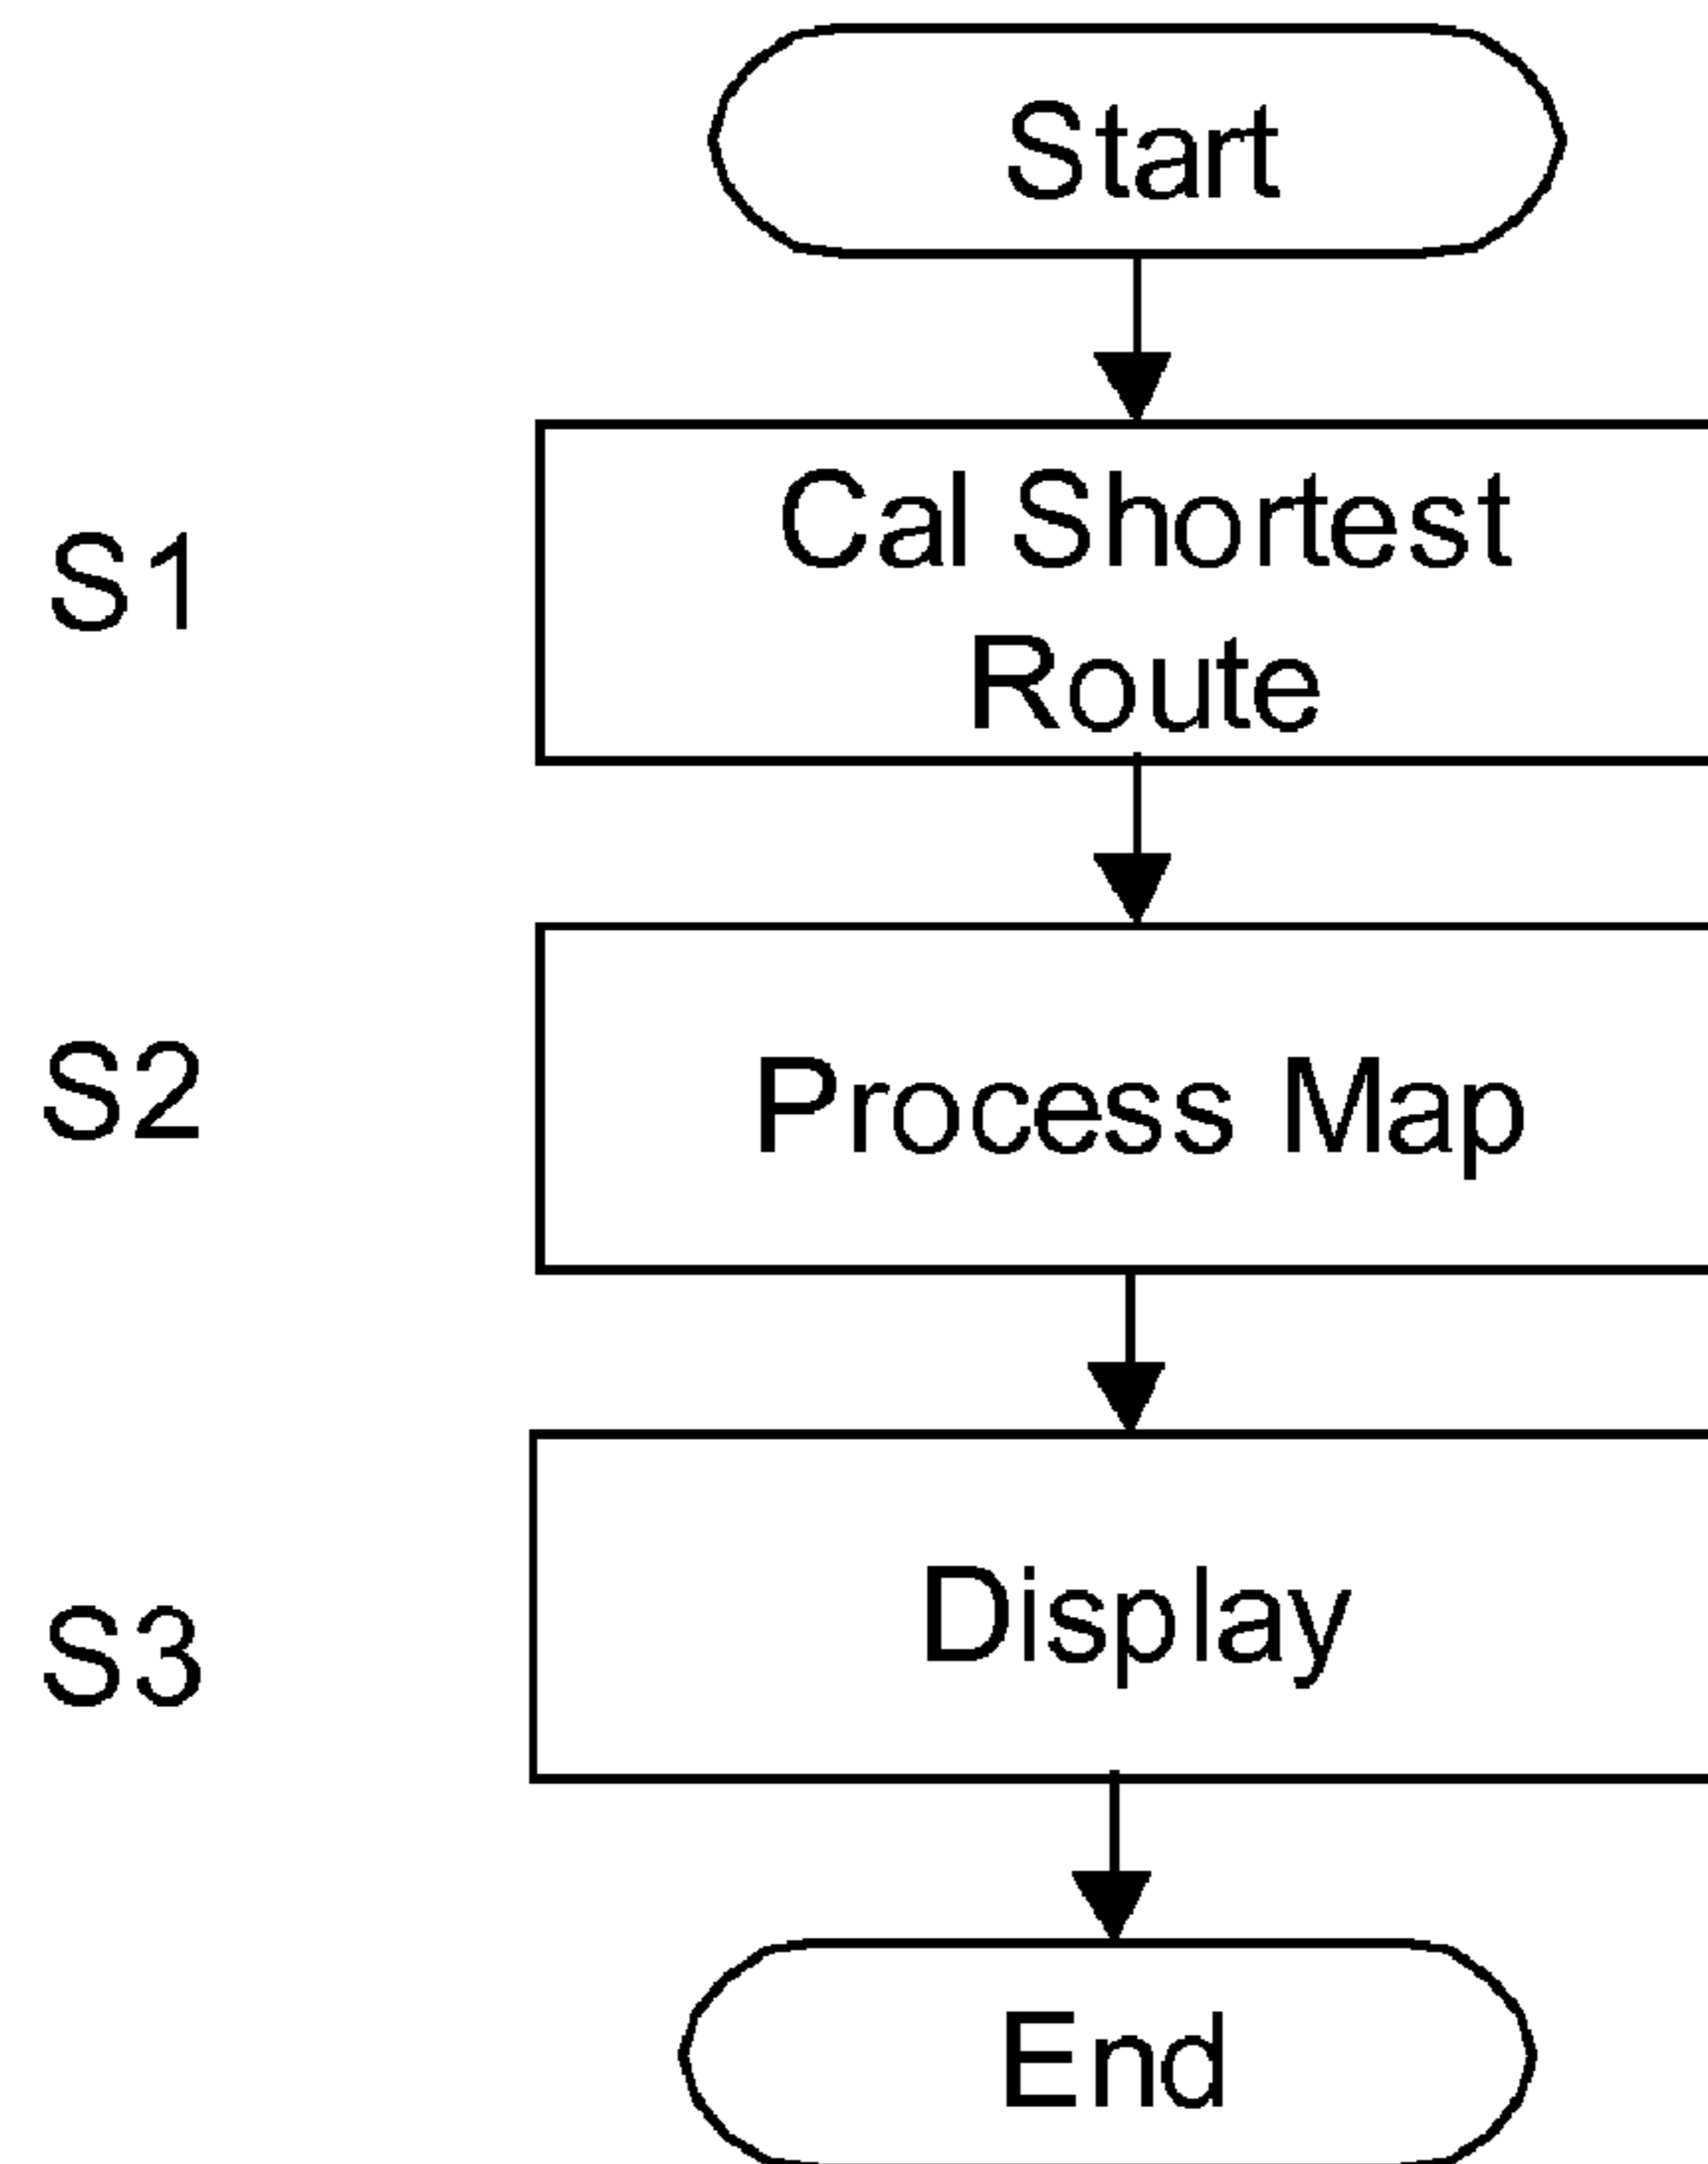 Start
S1
Cal Shortest
Route
S2
Process Map
S3
Display
End